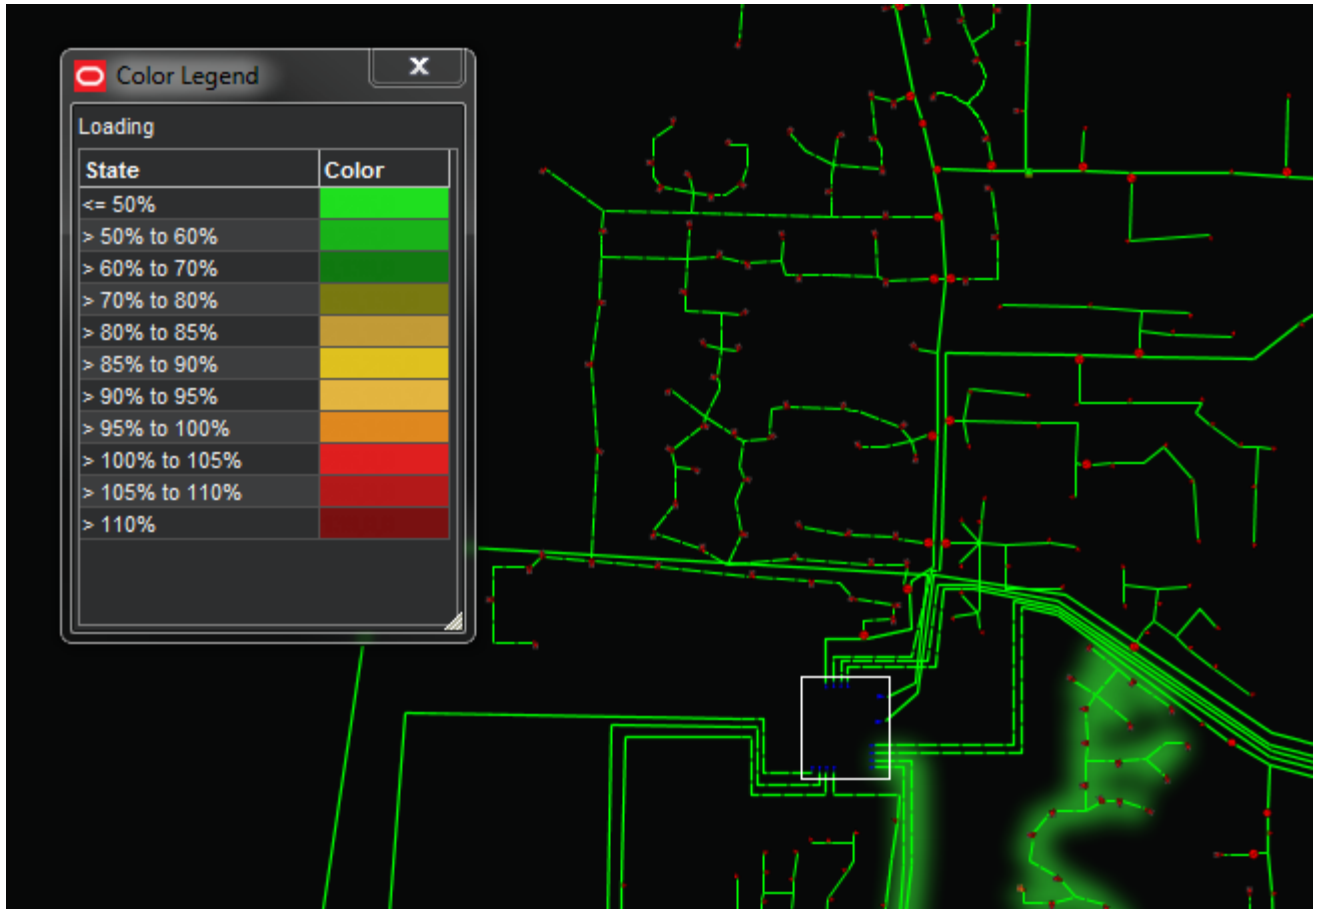 Color Legend
X
Loading
State Color
<= 50%
> 50% to 60%
> 60% to 70%
> 70% to 80%
> 80% to 85%
> 85% to 90%
> 90% to 95%
> 95% to 100%
> 100% to 105%
> 105% to 110%
> 110%